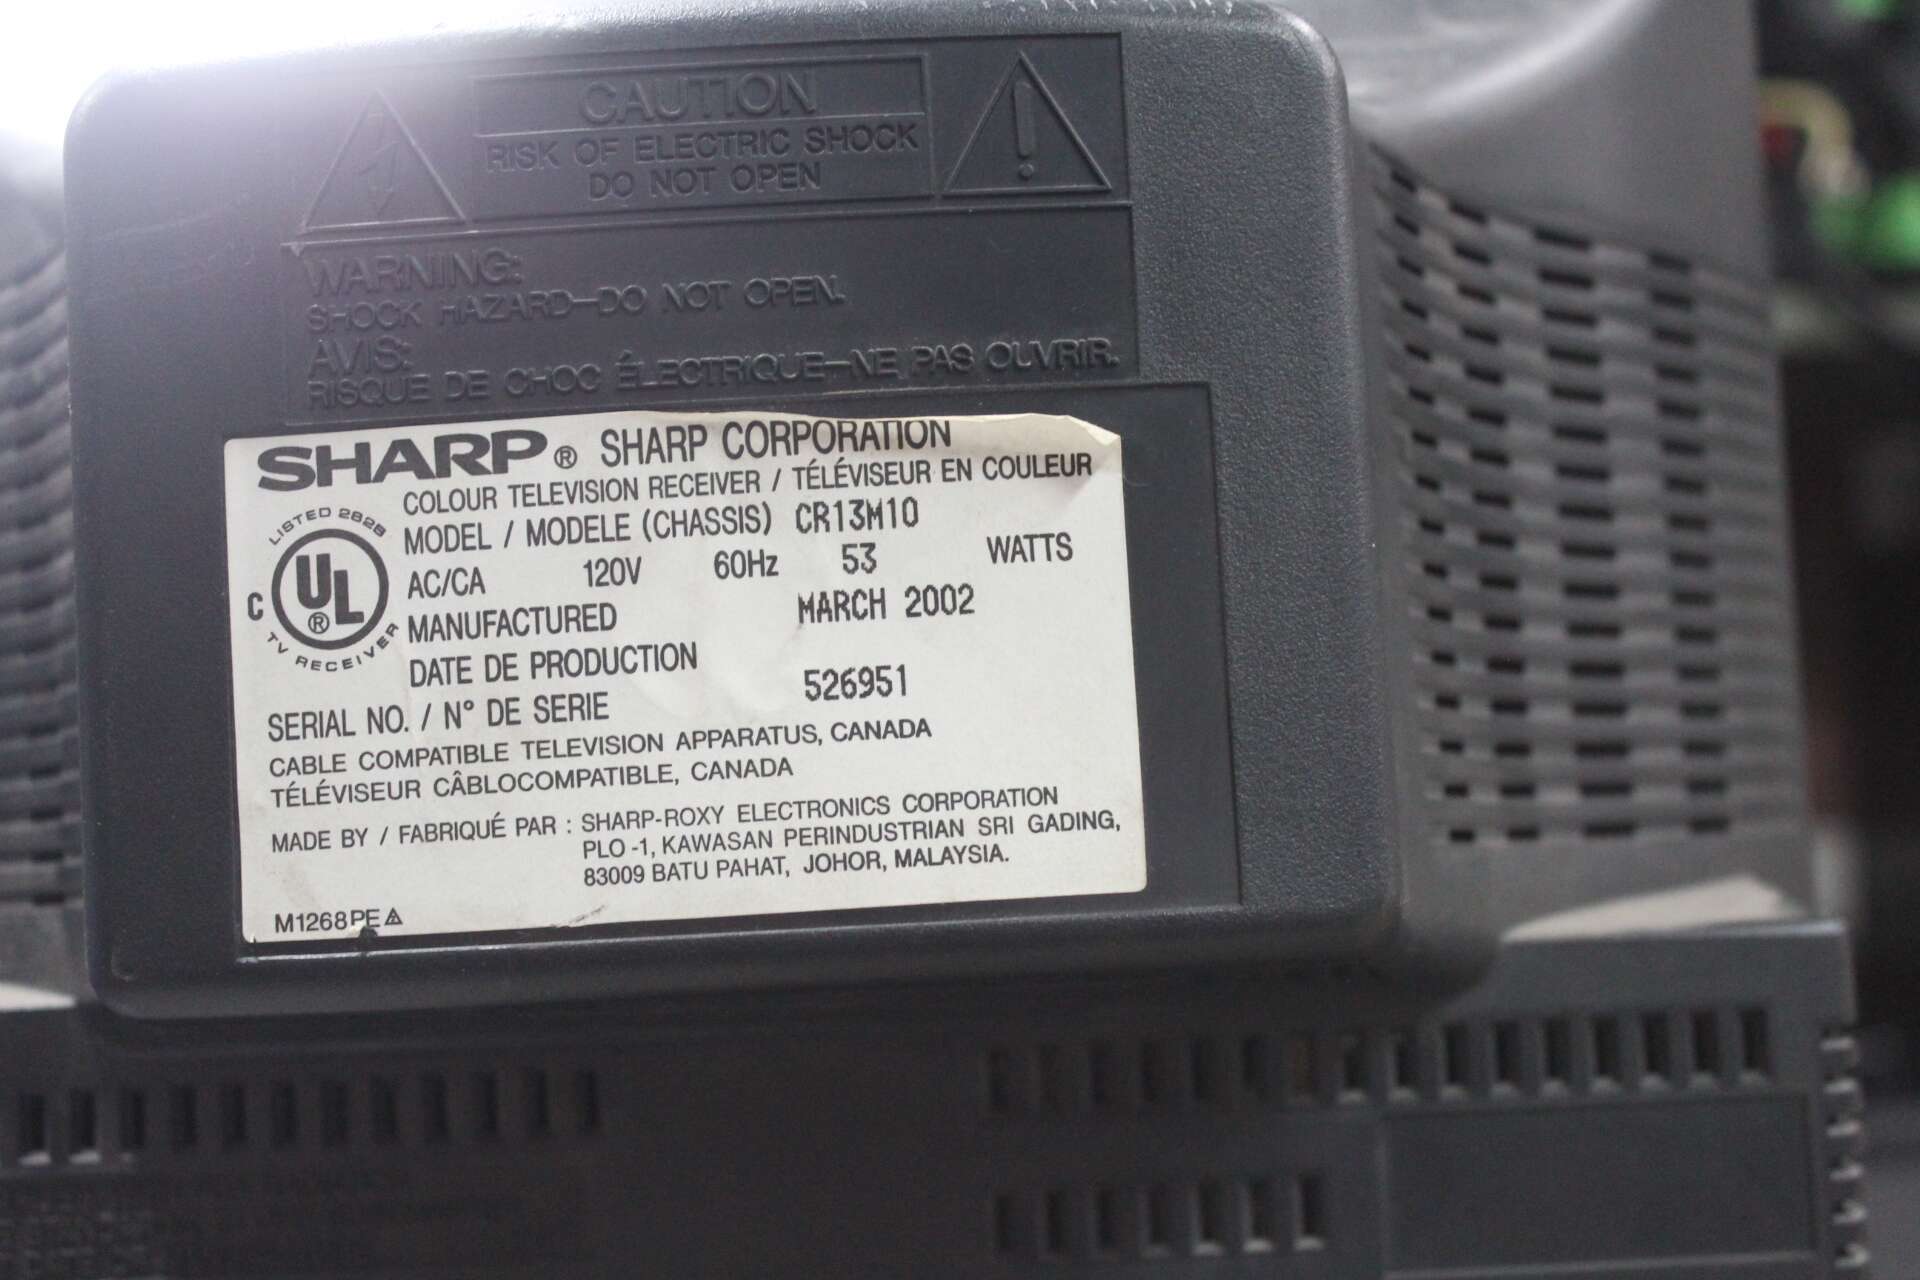 CAUTION
RISK OF ELECTRIC SHOCK
DO NOT OPEN
WARNING:
SHOCK HAZARD–DO NOT OPEN.
AVIS:
RISQUE DE CHOC ÉLECTRIQUE–NE PAS OUVRIR.
SHARP® SHARP CORPORATION
COLOUR TELEVISION RECEIVER / TÉLÉVISEUR EN COULEUR
LISTED 282B
C UL ®
TV RECEIVER
MODEL / MODELE (CHASSIS) CR13M10
AC/CA 120V 60Hz 53 WATTS
MANUFACTURED MARCH 2002
DATE DE PRODUCTION
SERIAL NO. / N° DE SERIE 526951
CABLE COMPATIBLE TELEVISION APPARATUS, CANADA
TÉLÉVISEUR CÂBLOCOMPATIBLE, CANADA
MADE BY / FABRIQUÉ PAR : SHARP-ROXY ELECTRONICS CORPORATION
PLO -1, KAWASAN PERINDUSTRIAN SRI GADING,
83009 BATU PAHAT, JOHOR, MALAYSIA.
M1268PE